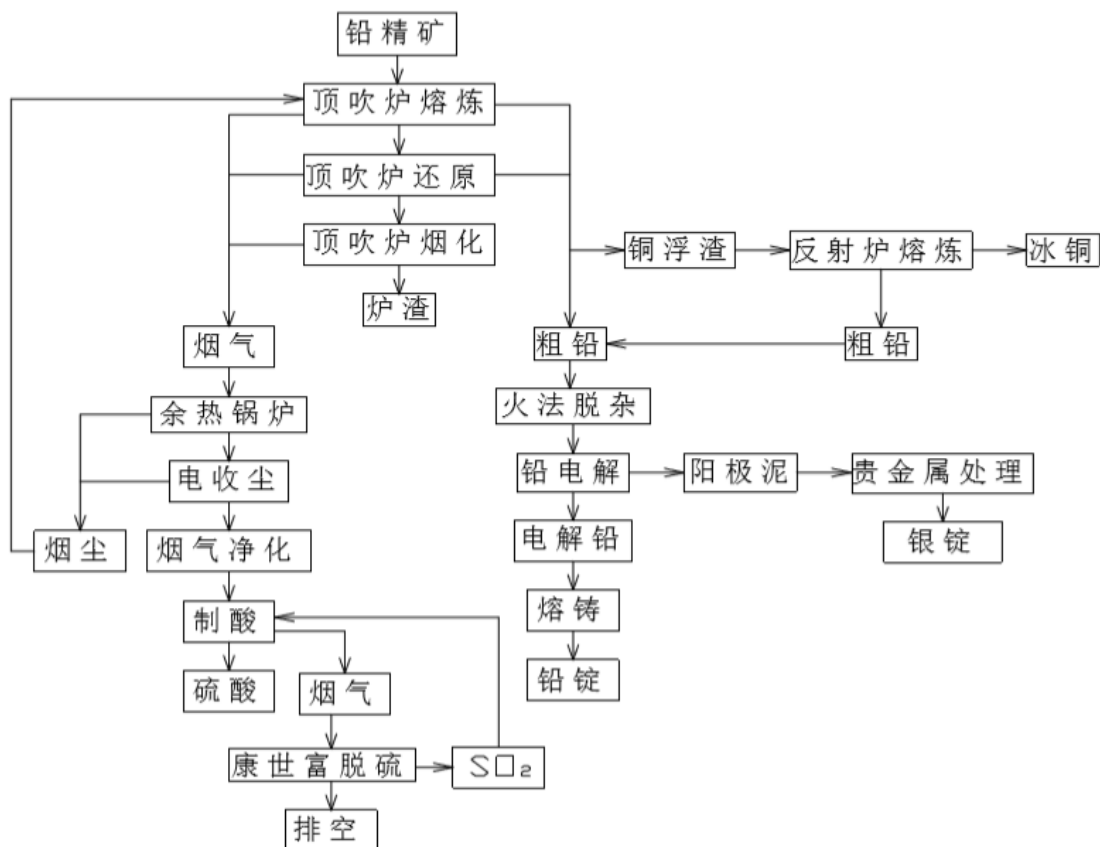 铅精矿
顶吹炉熔炼
顶吹炉还原
顶吹炉烟化
铜浮渣
反射炉熔炼
冰铜
炉渣
烟气
粗铅
粗铅
余热锅炉
火法脱杂
电收尘
铅电解
阳极泥
贵金属处理
烟尘
烟气净化
电解铅
银锭
制酸
熔铸
硫酸
烟气
铅锭
康世富脱硫
SO₂
排空